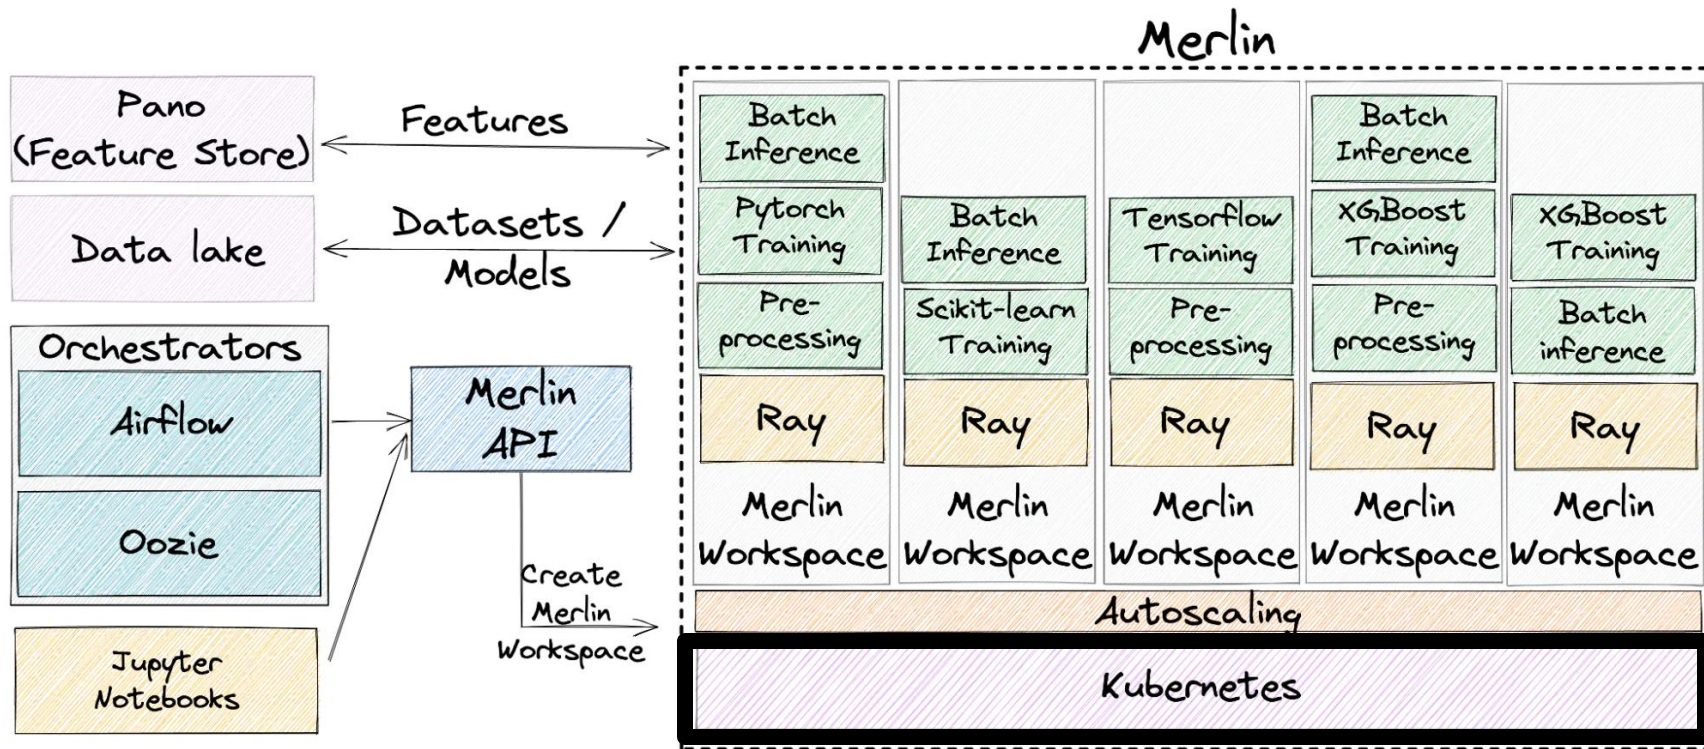 Merlin
Pano
(Feature Store)
Features
Data lake
Datasets /
Models
Orchestrators
Airflow
Oozie
Jupyter
Notebooks
Merlin
API
Create
Merlin
Workspace
Batch
Inference
Pytorch
Training
Pre-
processing
Ray
Merlin
Workspace
Batch
Inference
Scikit-learn
Training
Ray
Merlin
Workspace
Tensorflow
Training
Pre-
processing
Ray
Merlin
Workspace
Batch
Inference
XGBoost
Training
Pre-
processing
Ray
Merlin
Workspace
XGBoost
Training
Batch
inference
Ray
Merlin
Workspace
Autoscaling
Kubernetes